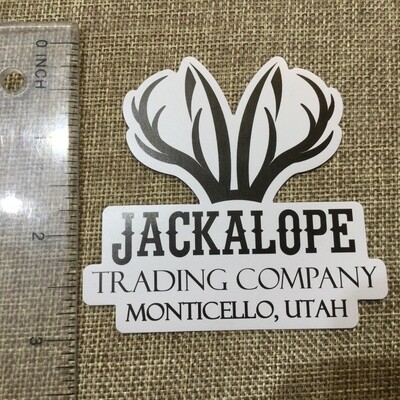 0 INCH
1
2
3
JACKALOPE
TRADING COMPANY
MONTICELLO, UTAH